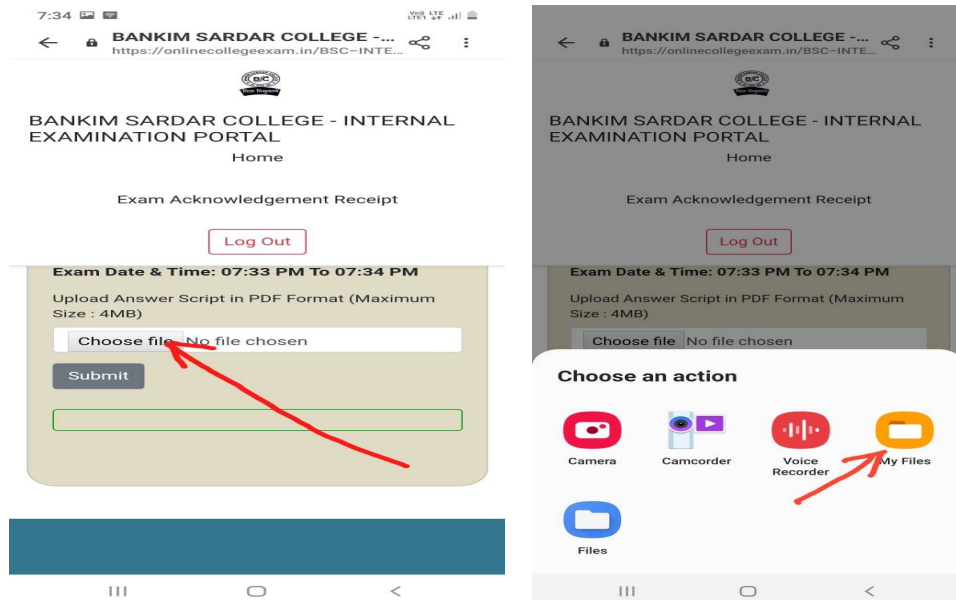 7:34
BANKIM SARDAR COLLEGE -...
https://onlinecollegeexam.in/BSC-INTE...
BANKIM SARDAR COLLEGE - INTERNAL
EXAMINATION PORTAL
Home
Exam Acknowledgement Receipt
Log Out
Exam Date & Time: 07:33 PM To 07:34 PM
Upload Answer Script in PDF Format (Maximum
Size : 4MB)
Choose file No file chosen
Submit
BANKIM SARDAR COLLEGE -...
https://onlinecollegeexam.in/BSC-INTE...
BANKIM SARDAR COLLEGE - INTERNAL
EXAMINATION PORTAL
Home
Exam Acknowledgement Receipt
Log Out
Exam Date & Time: 07:33 PM To 07:34 PM
Upload Answer Script in PDF Format (Maximum
Size : 4MB)
Choose file No file chosen
Choose an action
Camera
Camcorder
Voice
Recorder
My Files
Files